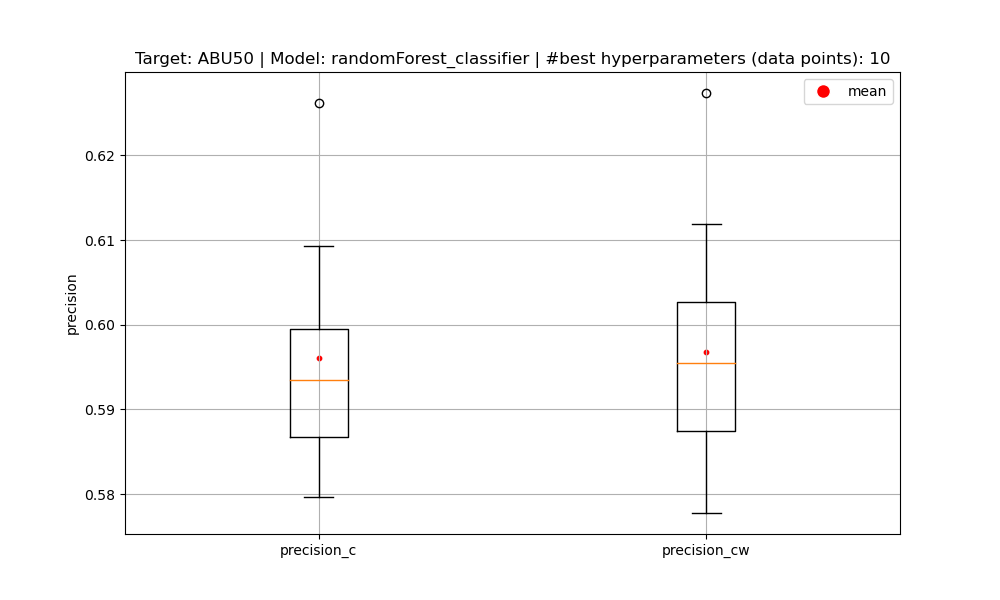 Target: ABU50 | Model: randomForest_classifier | #best hyperparameters (data points): 10
mean
0.62
0.61
0.60
0.59
0.58
precision
precision_c
precision_cw